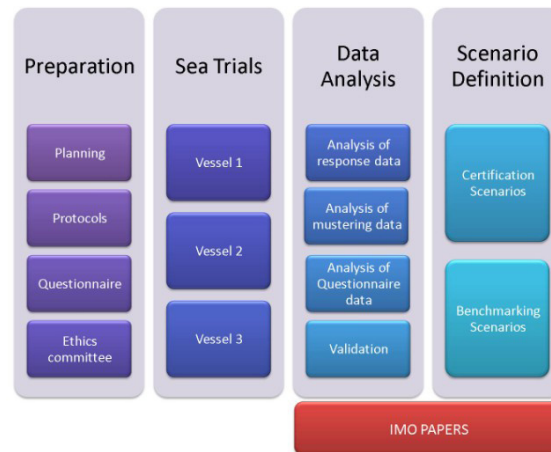 Preparation
Planning
Protocols
Questionnaire
Ethics
committee
Sea Trials
Vessel 1
Vessel 2
Vessel 3
Data
Analysis
Analysis of
response data
Analysis of
mustering data
Analysis of
Questionnaire
data
Validation
Scenario
Definition
Certification
Scenarios
Benchmarking
Scenarios
IMO PAPERS